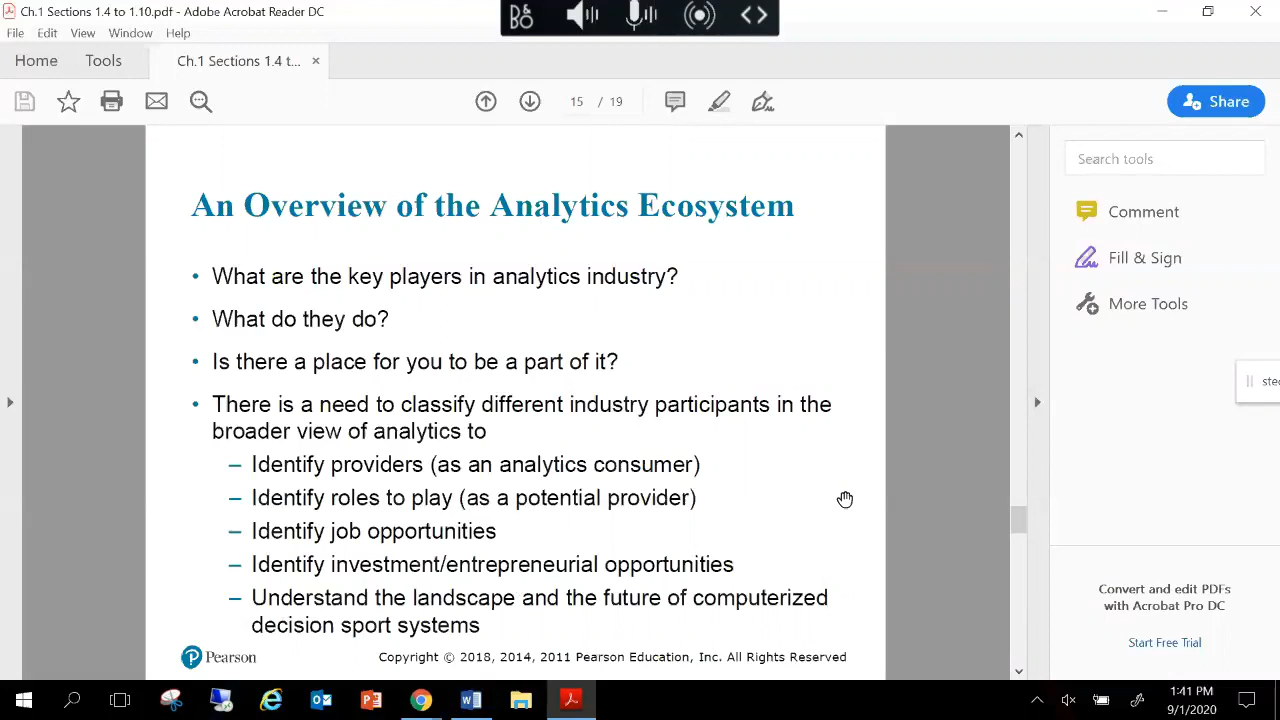 Ch.1 Sections 1.4 to 1.10.pdf - Adobe Acrobat Reader DC
B&O
File Edit View Window Help
Home Tools Ch.1 Sections 1.4 t... ×
15 / 19
Share
Search tools
Comment
Fill & Sign
More Tools
An Overview of the Analytics Ecosystem
• What are the key players in analytics industry?
• What do they do?
• Is there a place for you to be a part of it?
• There is a need to classify different industry participants in the
broader view of analytics to
– Identify providers (as an analytics consumer)
– Identify roles to play (as a potential provider)
– Identify job opportunities
– Identify investment/entrepreneurial opportunities
– Understand the landscape and the future of computerized
decision sport systems
Pearson
Copyright © 2018, 2014, 2011 Pearson Education, Inc. All Rights Reserved
Convert and edit PDFs
with Acrobat Pro DC
Start Free Trial
1:41 PM
9/1/2020